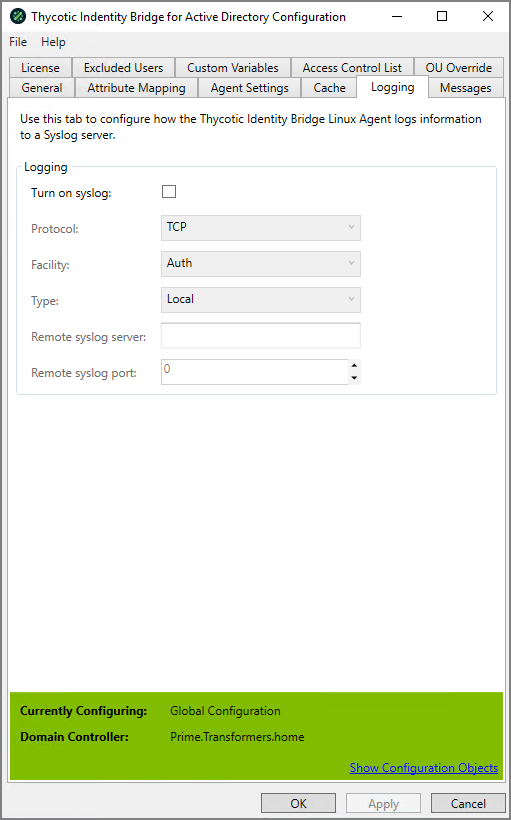 Thycotic Indentity Bridge for Active Directory Configuration
File Help
License Excluded Users Custom Variables Access Control List OU Override
General Attribute Mapping Agent Settings Cache Logging Messages
Use this tab to configure how the Thycotic Identity Bridge Linux Agent logs information
to a Syslog server.
Logging
Turn on syslog:
Protocol: TCP
Facility: Auth
Type: Local
Remote syslog server:
Remote syslog port: 0
Currently Configuring: Global Configuration
Domain Controller: Prime.Transformers.home
Show Configuration Objects
OK Apply Cancel